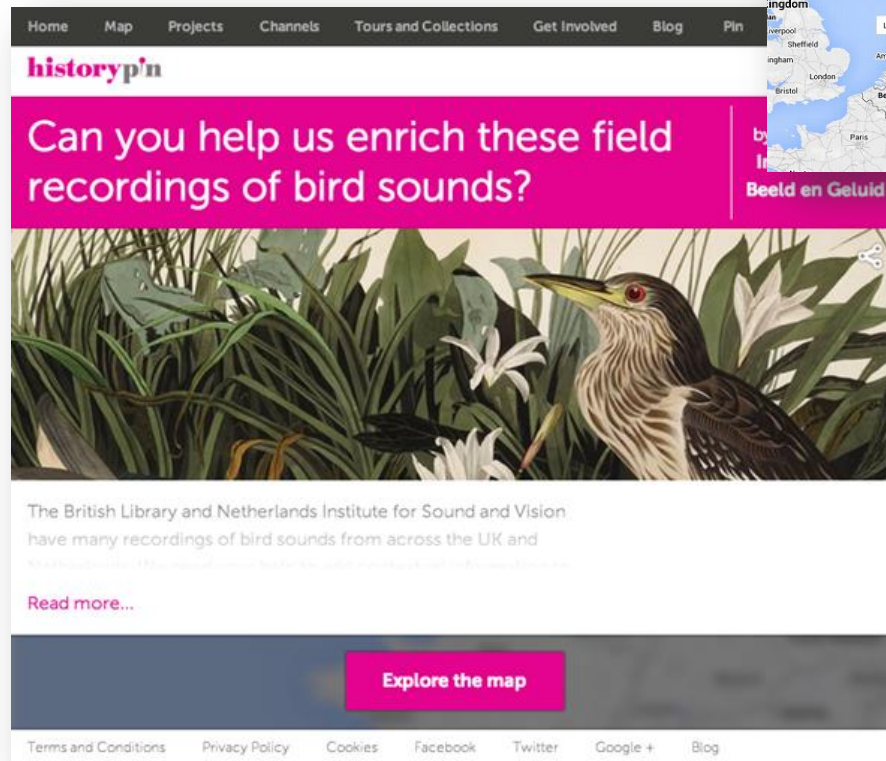 Home Map Projects Channels Tours and Collections Get Involved Blog Pin
historypin
Can you help us enrich these field
recordings of bird sounds?
by
Beeld en Geluid
ingdom
Sheffield
ingham
London
Bristol
Paris
The British Library and Netherlands Institute for Sound and Vision
have many recordings of bird sounds from across the UK and
Read more...
Explore the map
Terms and Conditions Privacy Policy Cookies Facebook Twitter Google + Blog